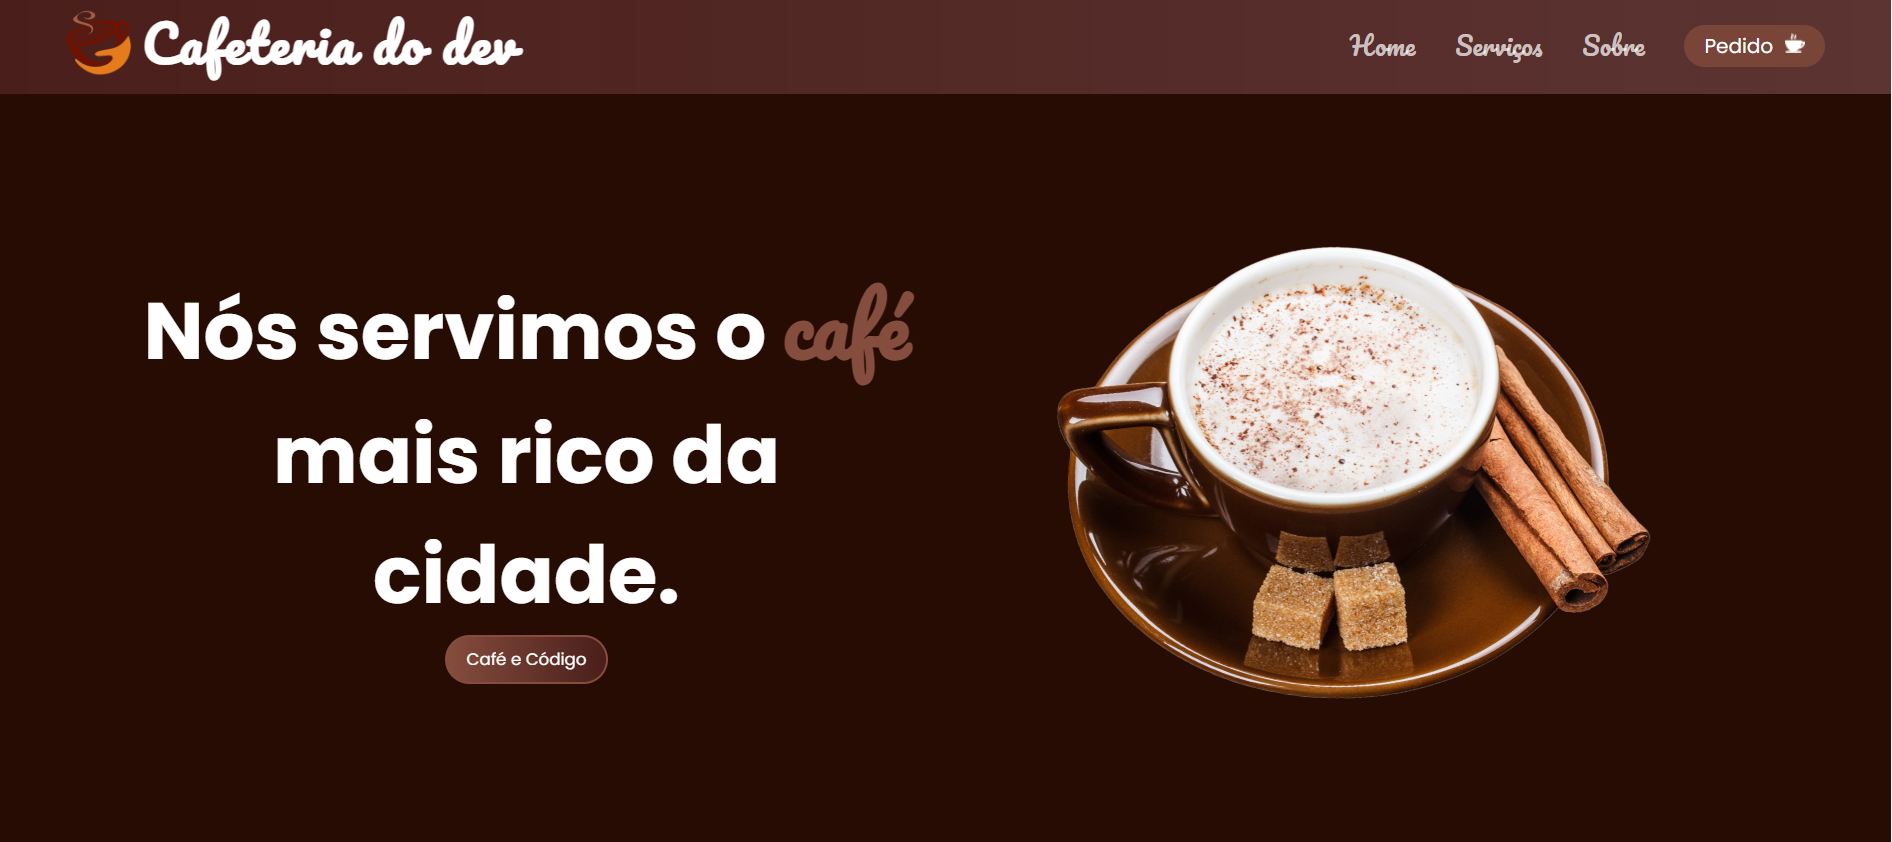 Cafeteria do dev
Home Serviços Sobre Pedido
Nós servimos o café
mais rico da
cidade.
Café e Código